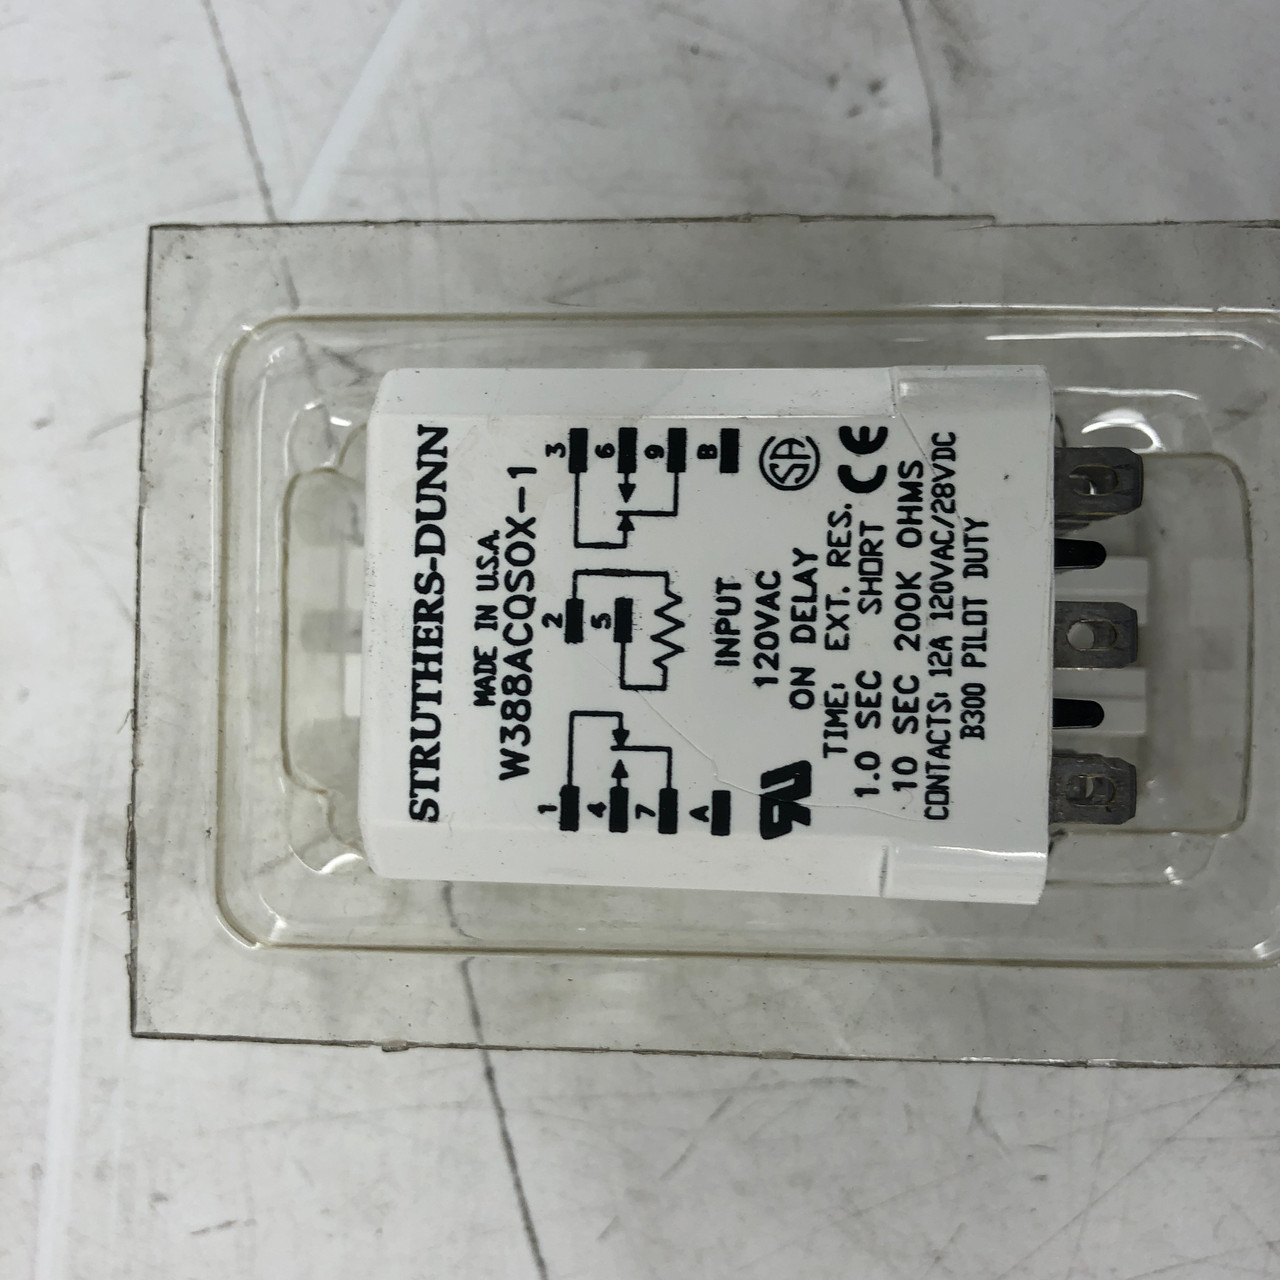 STRUTHERS-DUNN
MADE IN U.S.A.
W388ACQSOX-1
1 2 3
4 5 6
7 9
A B
INPUT
120VAC
ON DELAY
TIME: EXT. RES.
1.0 SEC SHORT
10 SEC 200K OHMS
CONTACTS: 12A 120VAC/28VDC
B300 PILOT DUTY
RU
SA
CE